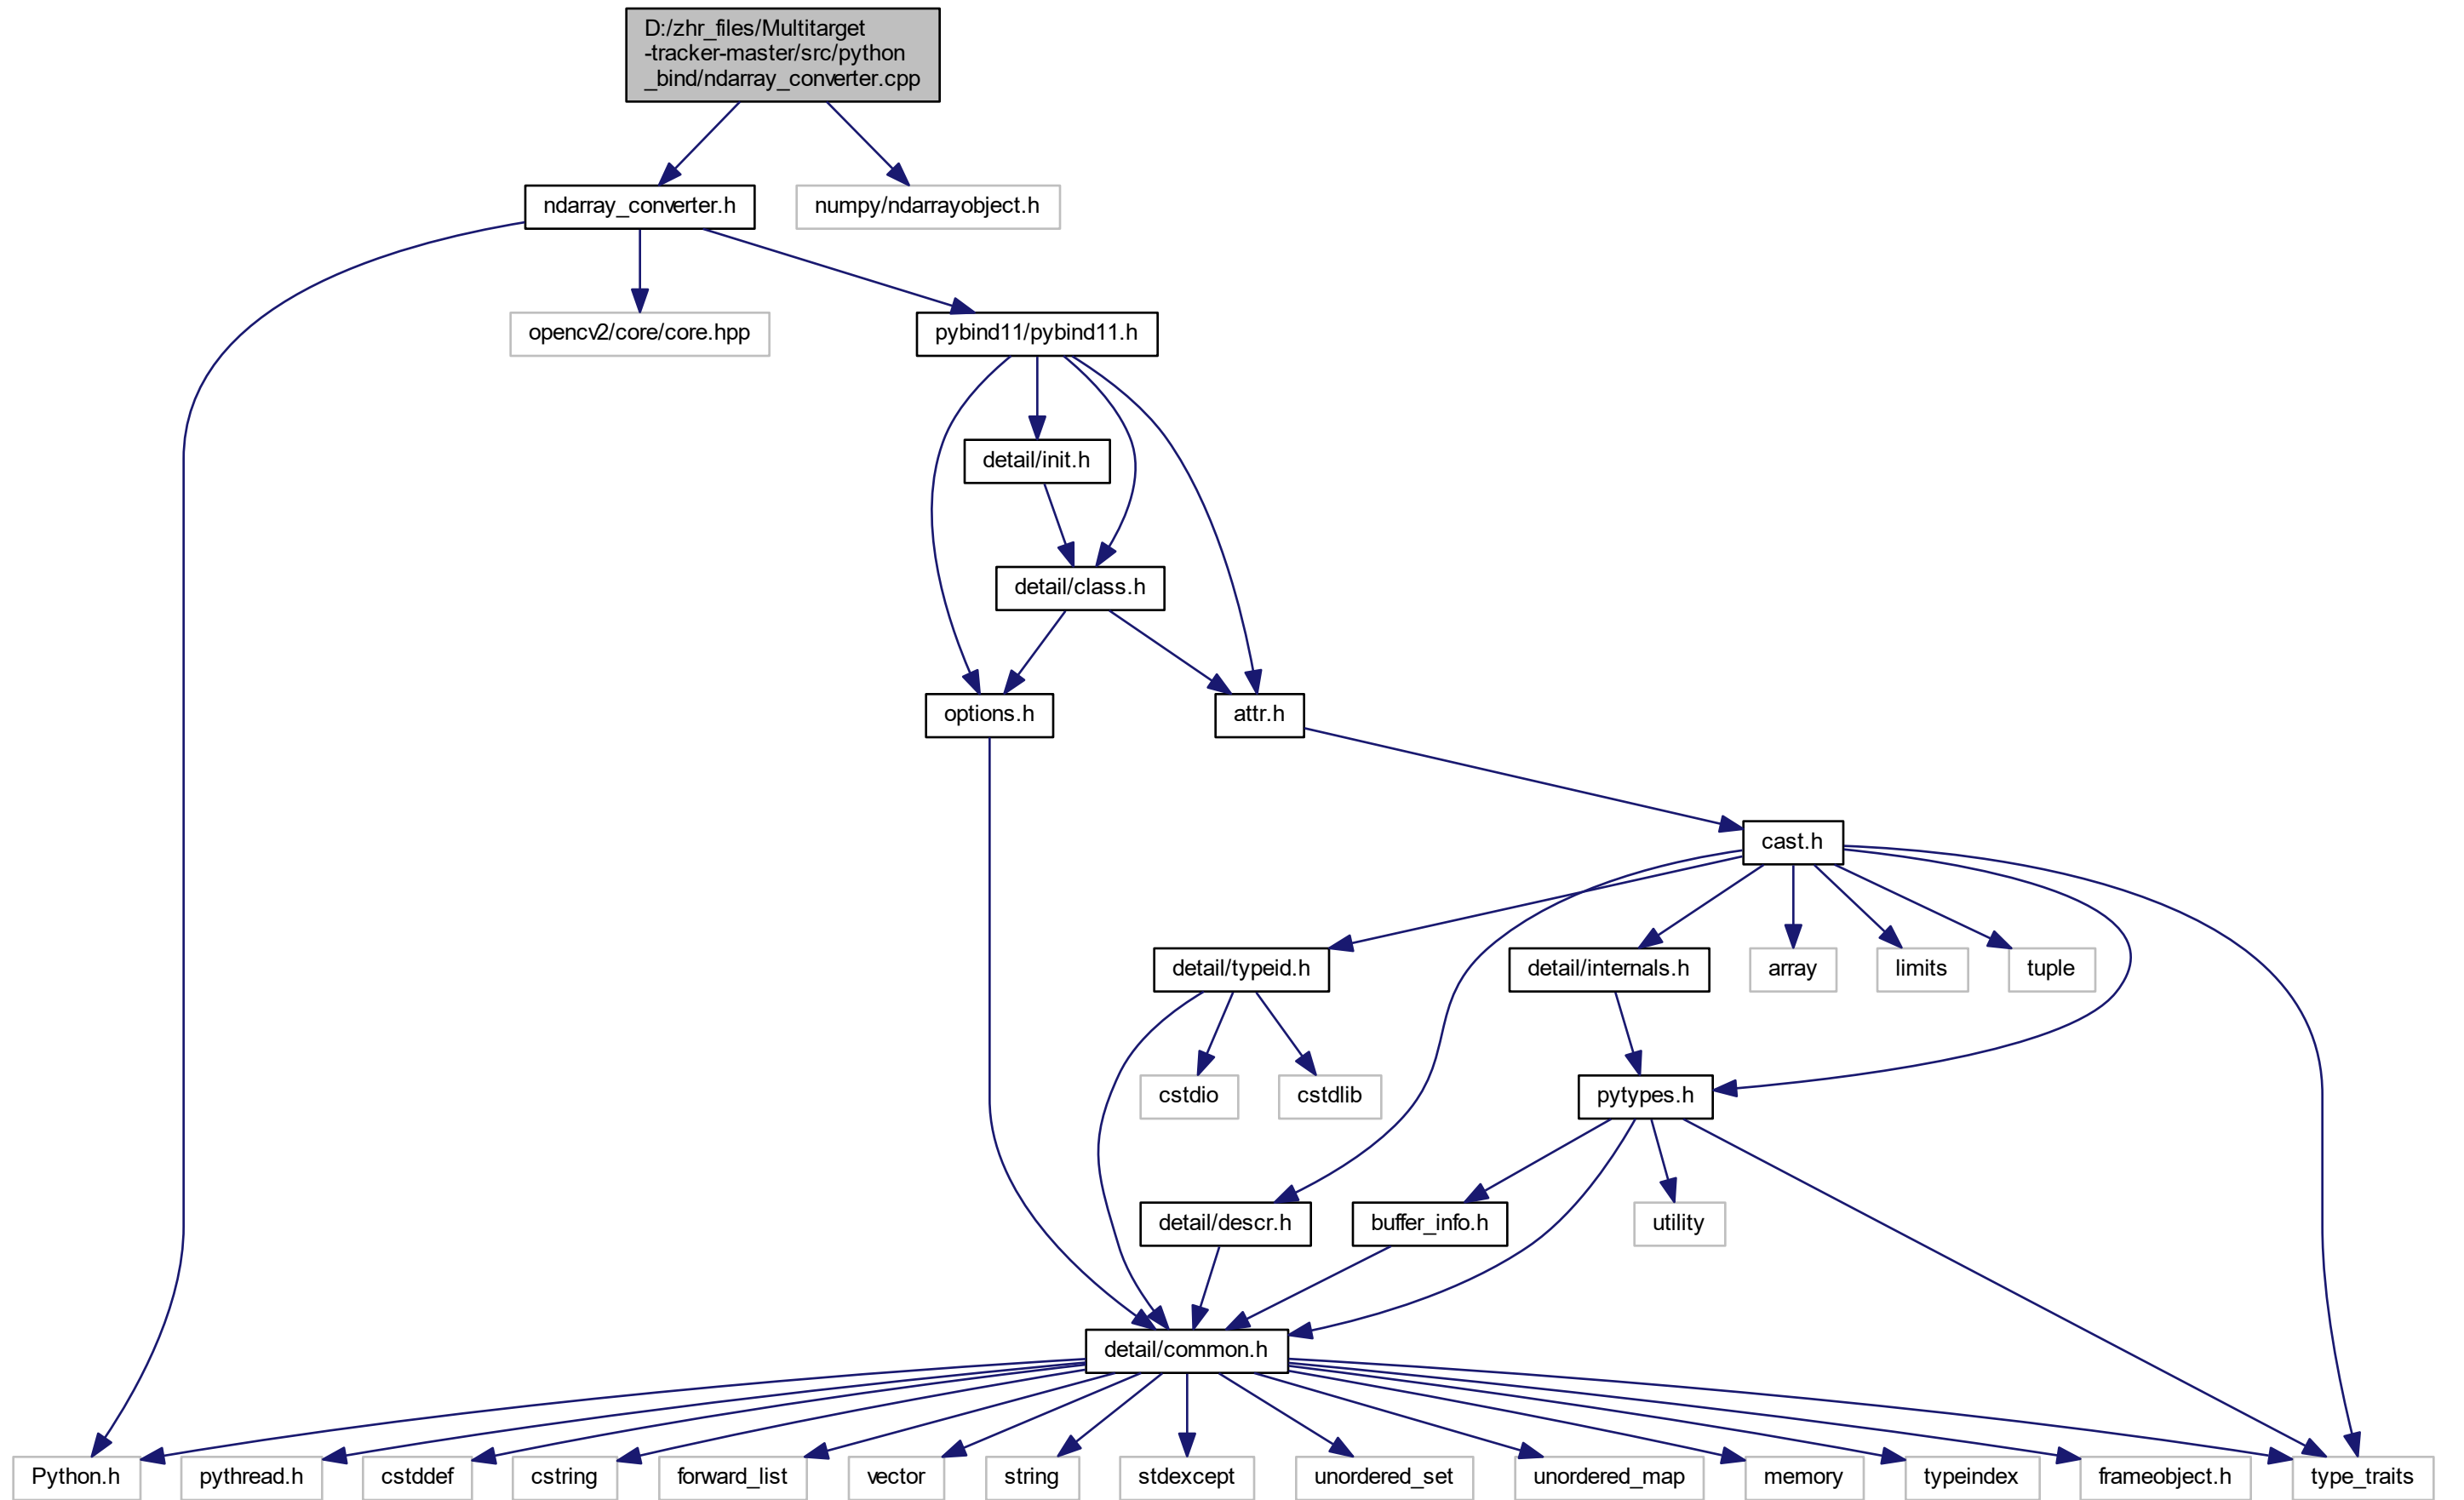 D:/zhr_files/Multitarget
-tracker-master/src/python
_bind/ndarray_converter.cpp
ndarray_converter.h
numpy/ndarrayobject.h
opencv2/core/core.hpp
pybind11/pybind11.h
detail/init.h
detail/class.h
options.h
attr.h
cast.h
detail/typeid.h
detail/internals.h
array
limits
tuple
cstdio
cstdlib
pytypes.h
detail/descr.h
buffer_info.h
utility
detail/common.h
Python.h
pythread.h
cstddef
cstring
forward_list
vector
string
stdexcept
unordered_set
unordered_map
memory
typeindex
frameobject.h
type_traits